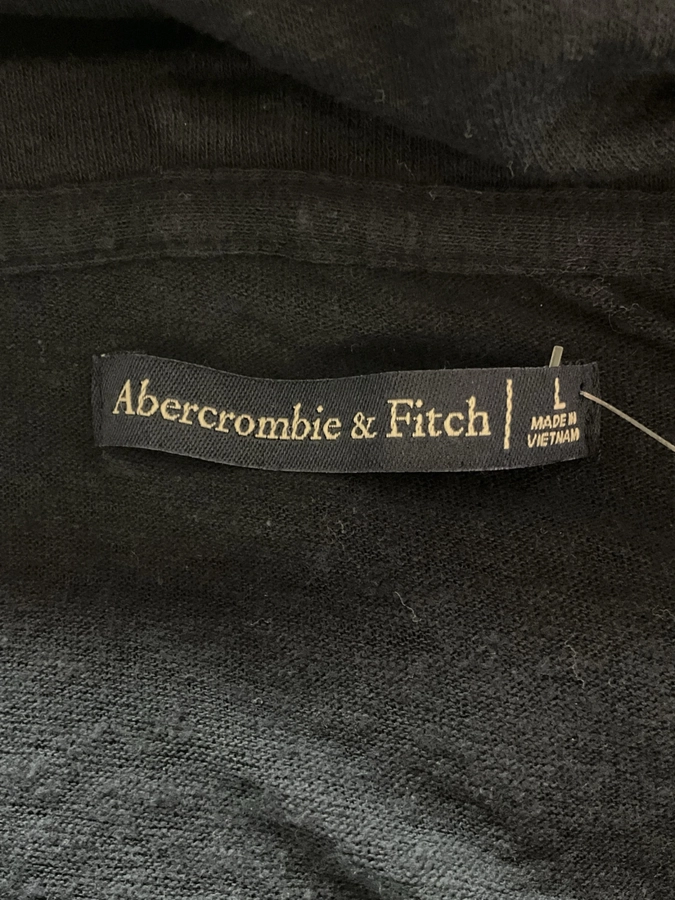 Abercrombie & Fitch | L
MADE IN
VIETNAM